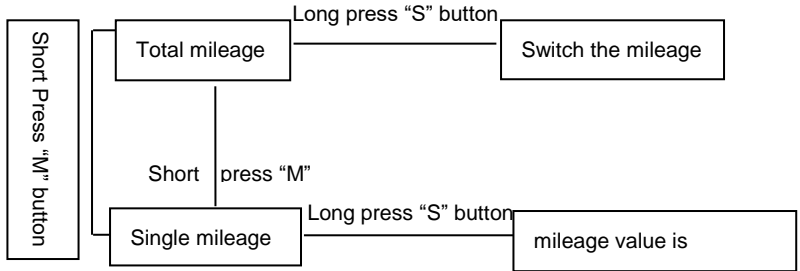 Long press “S” button
Short Press “M” button
Total mileage
Switch the mileage
Short press “M”
Long press “S” button
Single mileage
mileage value is